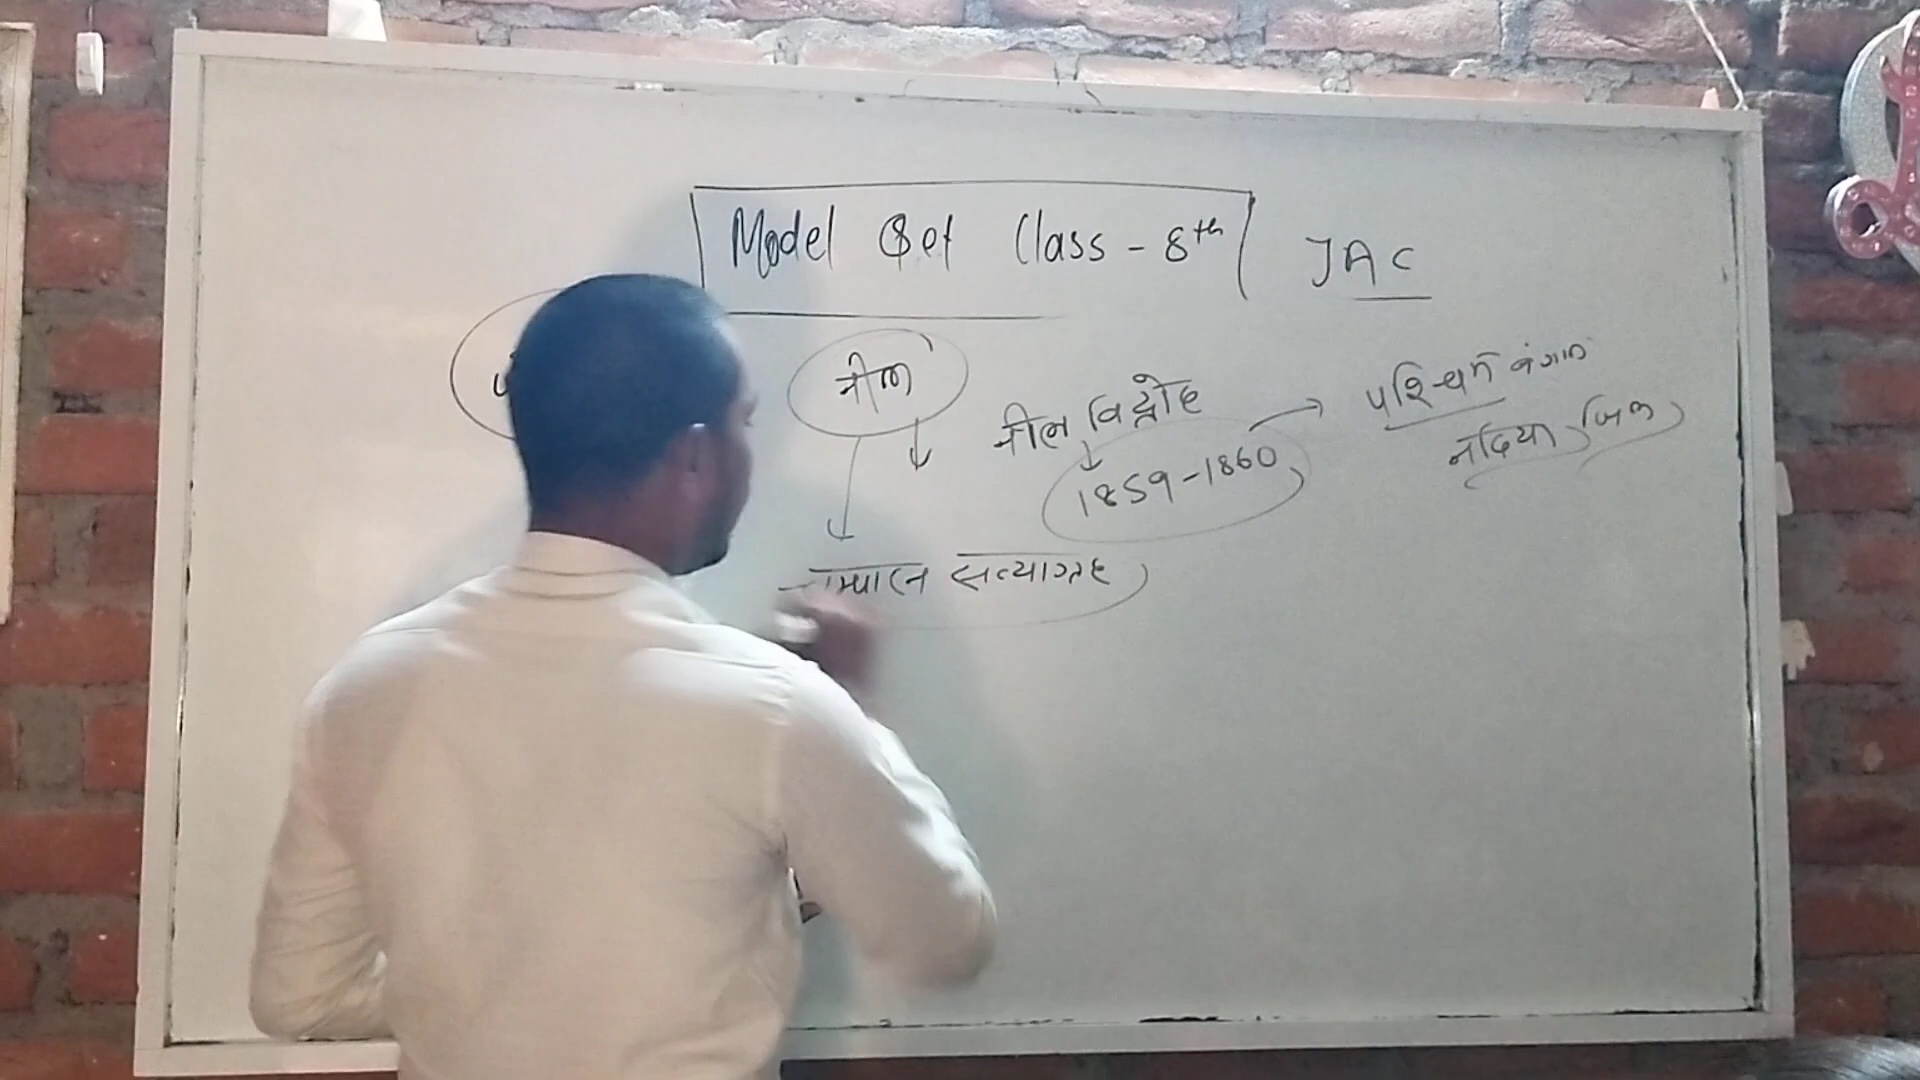 Model Set Class - 8th JAC
नील
नील विद्रोह
1859-1860
पश्चिम बंगाल
नदिया जिला
सत्याग्रह